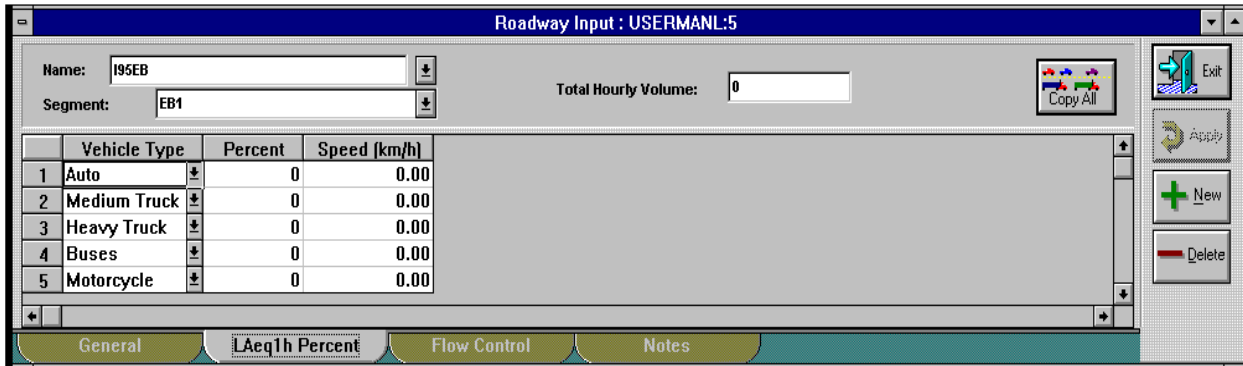 Roadway Input : USERMANL:5
Name: I95EB
Segment: EB1
Total Hourly Volume: 0
Copy All
Exit
Apply
New
Delete
Vehicle Type Percent Speed (km/h)
1 Auto 0 0.00
2 Medium Truck 0 0.00
3 Heavy Truck 0 0.00
4 Buses 0 0.00
5 Motorcycle 0 0.00
General LAeq1h Percent Flow Control Notes